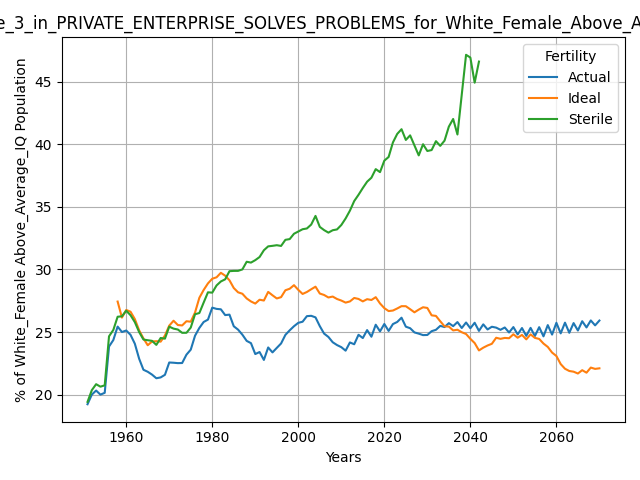 e_3_in_PRIVATE_ENTERPRISE_SOLVES_PROBLEMS_for_White_Female_Above_A
Fertility
Actual
Ideal
Sterile
% of White_Female Above_Average_IQ Population
45
40
35
30
25
20
1960 1980 2000 2020 2040 2060
Years